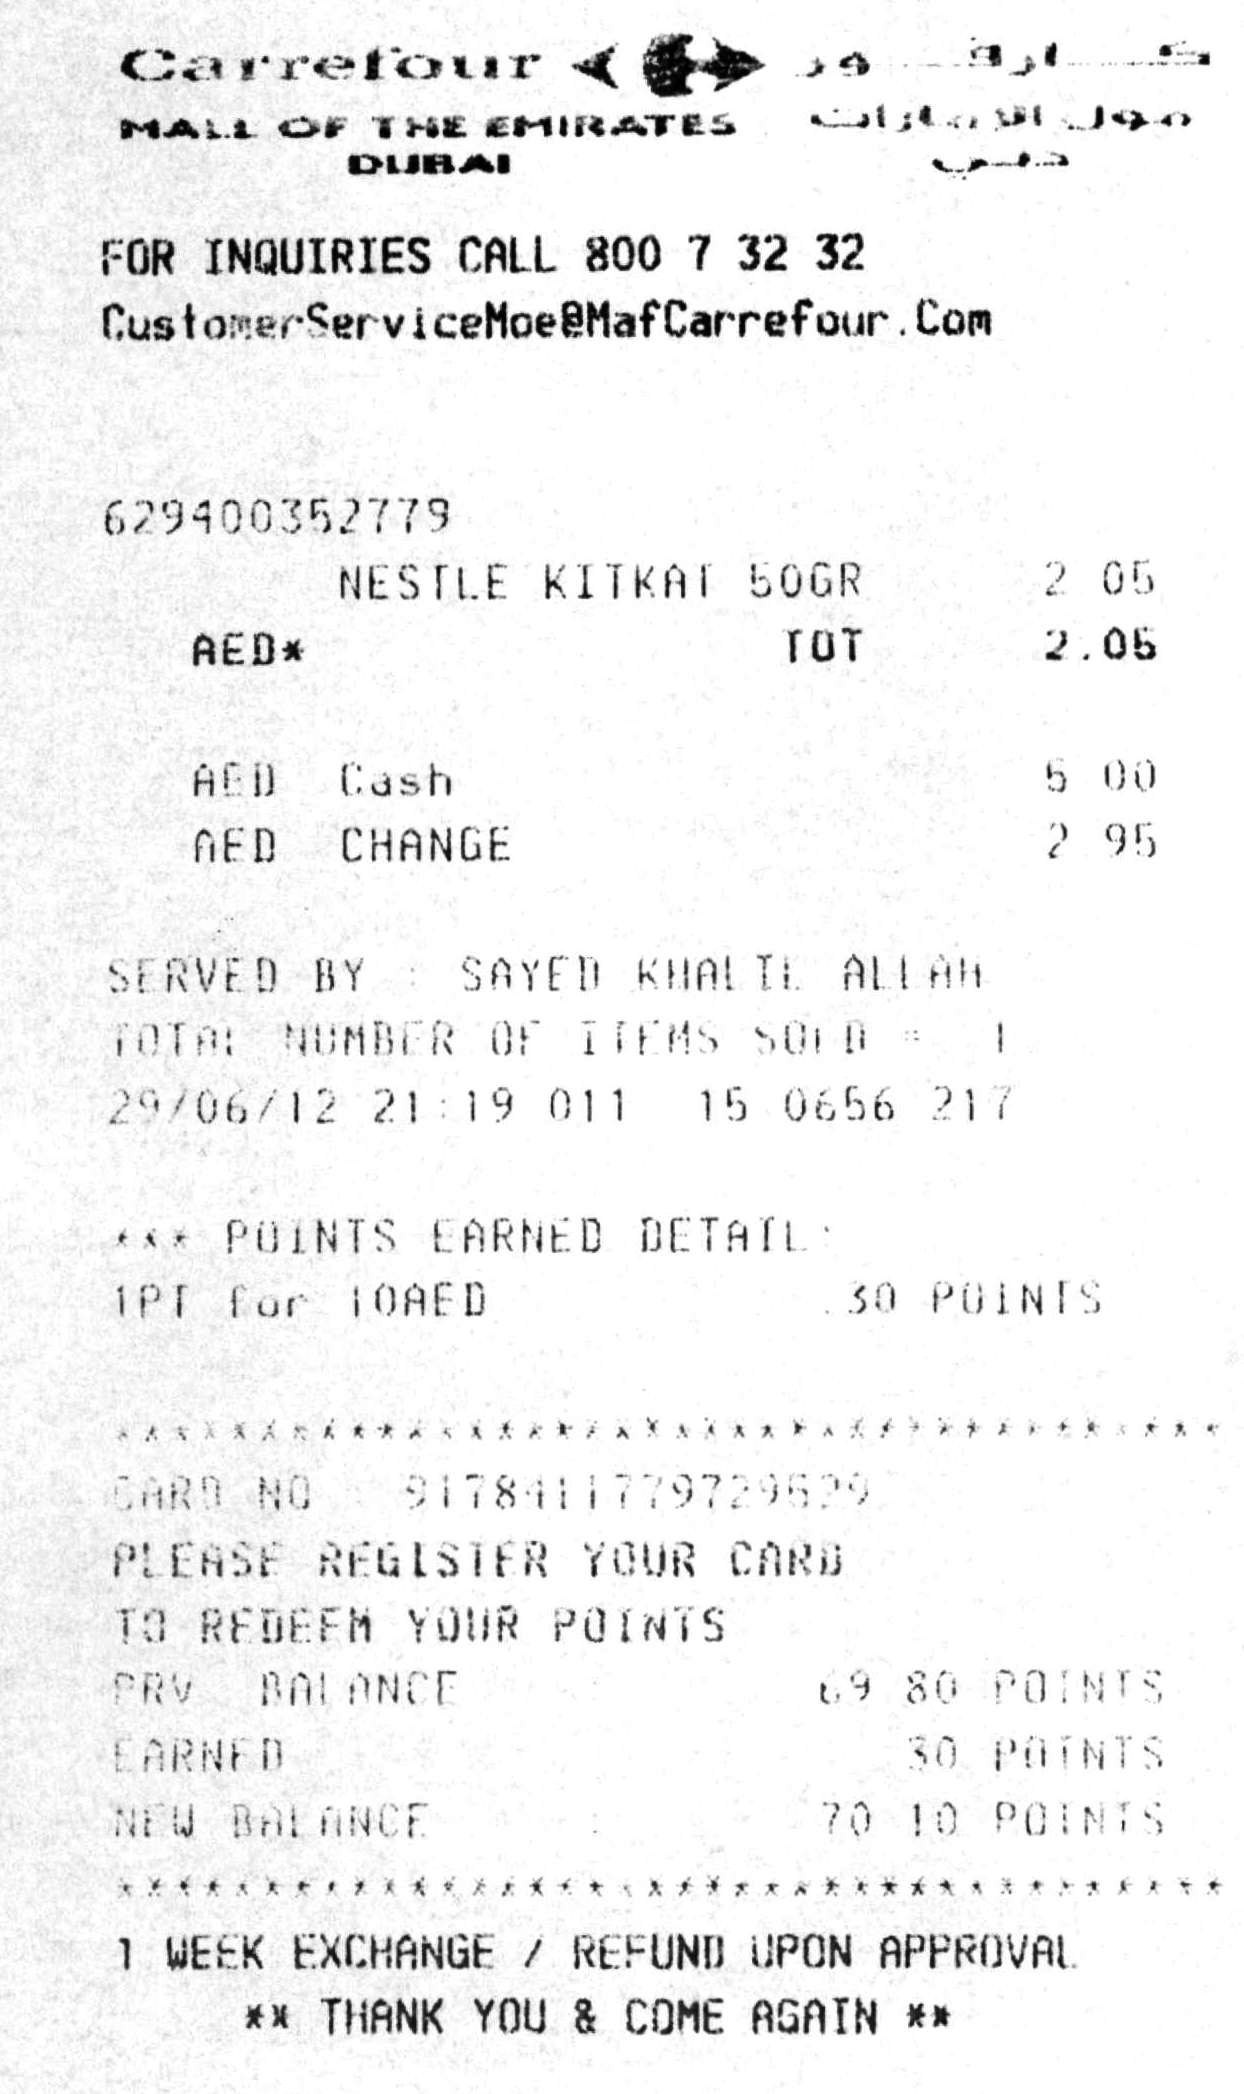 Carrefour كارفور
MALL OF THE EMIRATES مول الإمارات
DUBAI دبي
FOR INQUIRIES CALL 800 7 32 32
CustomerServiceMoe@MafCarrefour.Com
629400352779
NESTLE KITKAT 50GR 2 05
AED* TOT 2.05
AED Cash 5 00
AED CHANGE 2 95
SERVED BY : SAYED KHALIL ALLAH
TOTAL NUMBER OF ITEMS SOLD = 1
29/06/12 21:19 011 15 0656 217
*** POINTS EARNED DETAIL:
1PT for 10AED .30 POINTS
**************************************
CARD NO : 9178411779729529
PLEASE REGISTER YOUR CARD
TO REDEEM YOUR POINTS
PRV BALANCE 69 80 POINTS
EARNED 30 POINTS
NEW BALANCE : 70 10 POINTS
**************************************
1 WEEK EXCHANGE / REFUND UPON APPROVAL
** THANK YOU & COME AGAIN **